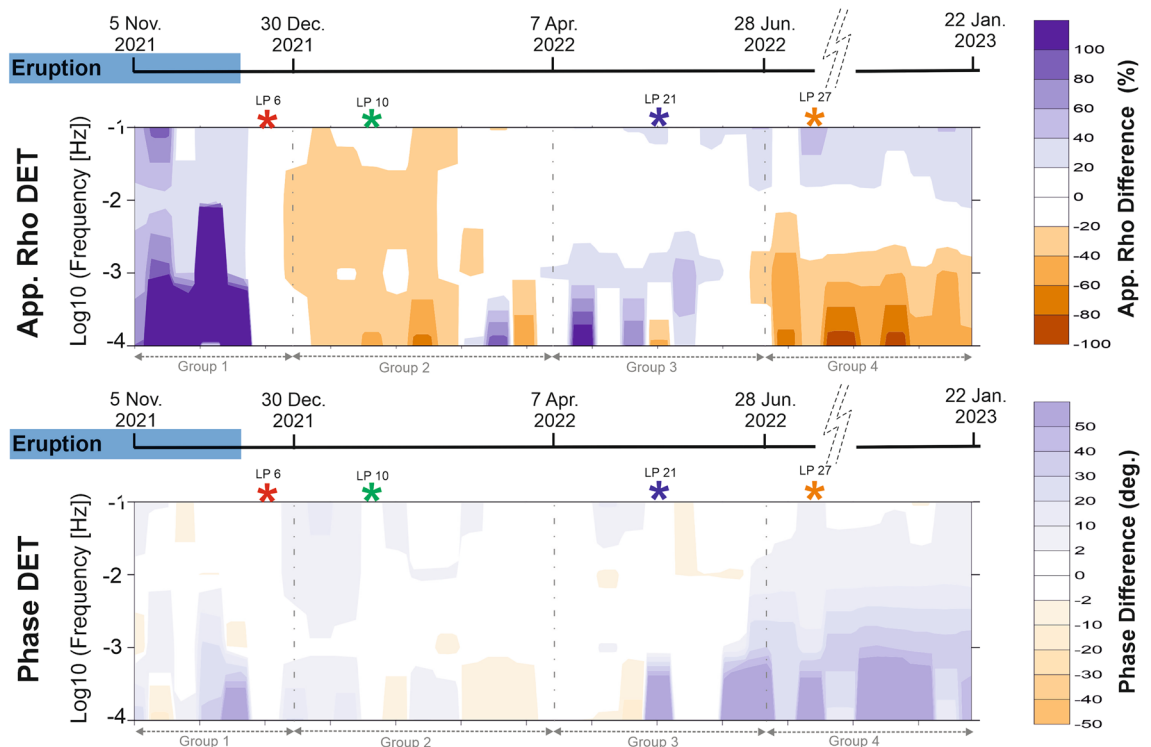 5 Nov. 30 Dec. 7 Apr. 28 Jun. 22 Jan.
2021 2021 2022 2022 2023
Eruption
LP 6 LP 10 LP 21 LP 27
* * * *
App. Rho DET
Log10 (Frequency [Hz])
-1
-2
-3
-4
Group 1 Group 2 Group 3 Group 4
100
80
60
40
20
0
-20
-40
-60
-80
-100
App. Rho Difference (%)
5 Nov. 30 Dec. 7 Apr. 28 Jun. 22 Jan.
2021 2021 2022 2022 2023
Eruption
LP 6 LP 10 LP 21 LP 27
* * * *
Phase DET
Log10 (Frequency [Hz])
-1
-2
-3
-4
Group 1 Group 2 Group 3 Group 4
50
40
30
20
10
2
0
-2
-10
-20
-30
-40
-50
Phase Difference (deg.)